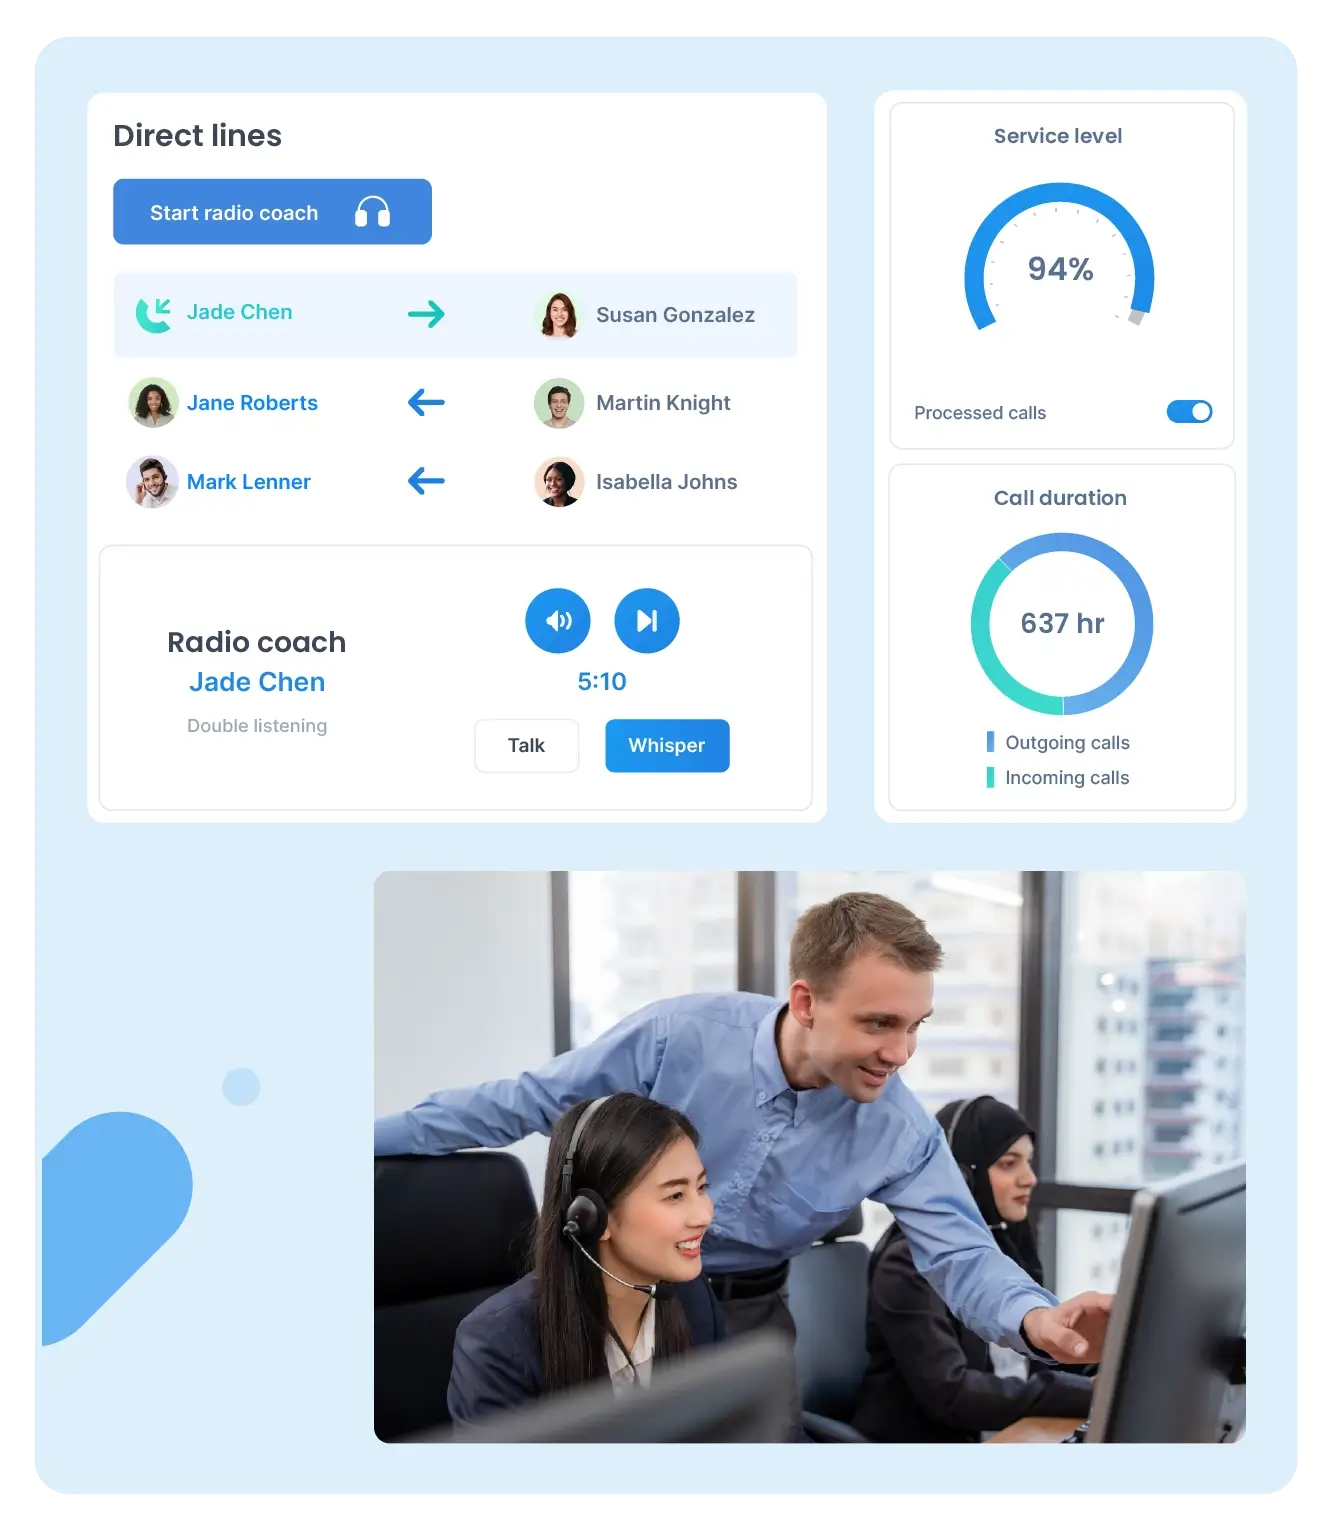 Direct lines
Start radio coach
Jade Chen
Susan Gonzalez
Jane Roberts
Martin Knight
Mark Lenner
Isabella Johns
Radio coach
Jade Chen
Double listening
5:10
Talk
Whisper
Service level
94%
Processed calls
Call duration
637 hr
Outgoing calls
Incoming calls